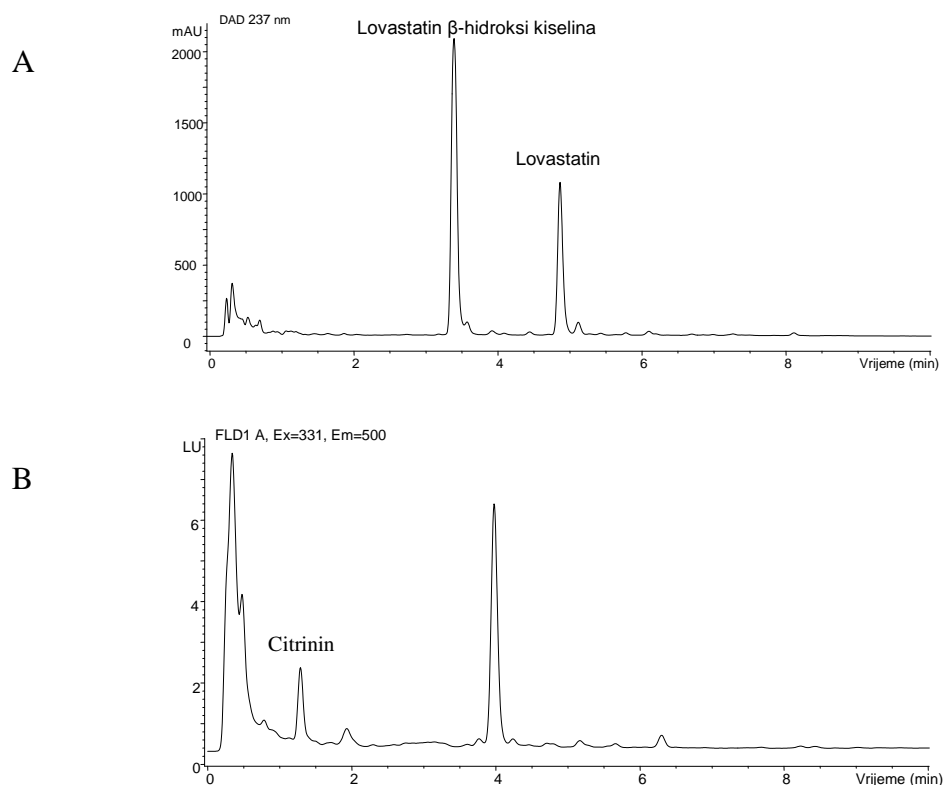 A
DAD 237 nm
mAU
Lovastatin β-hidroksi kiselina
Lovastatin
2000
1500
1000
500
0
0 2 4 6 8 Vrijeme (min)
B
FLD1 A, Ex=331, Em=500
LU
Citrinin
6
4
2
0
0 2 4 6 8 Vrijeme (min)